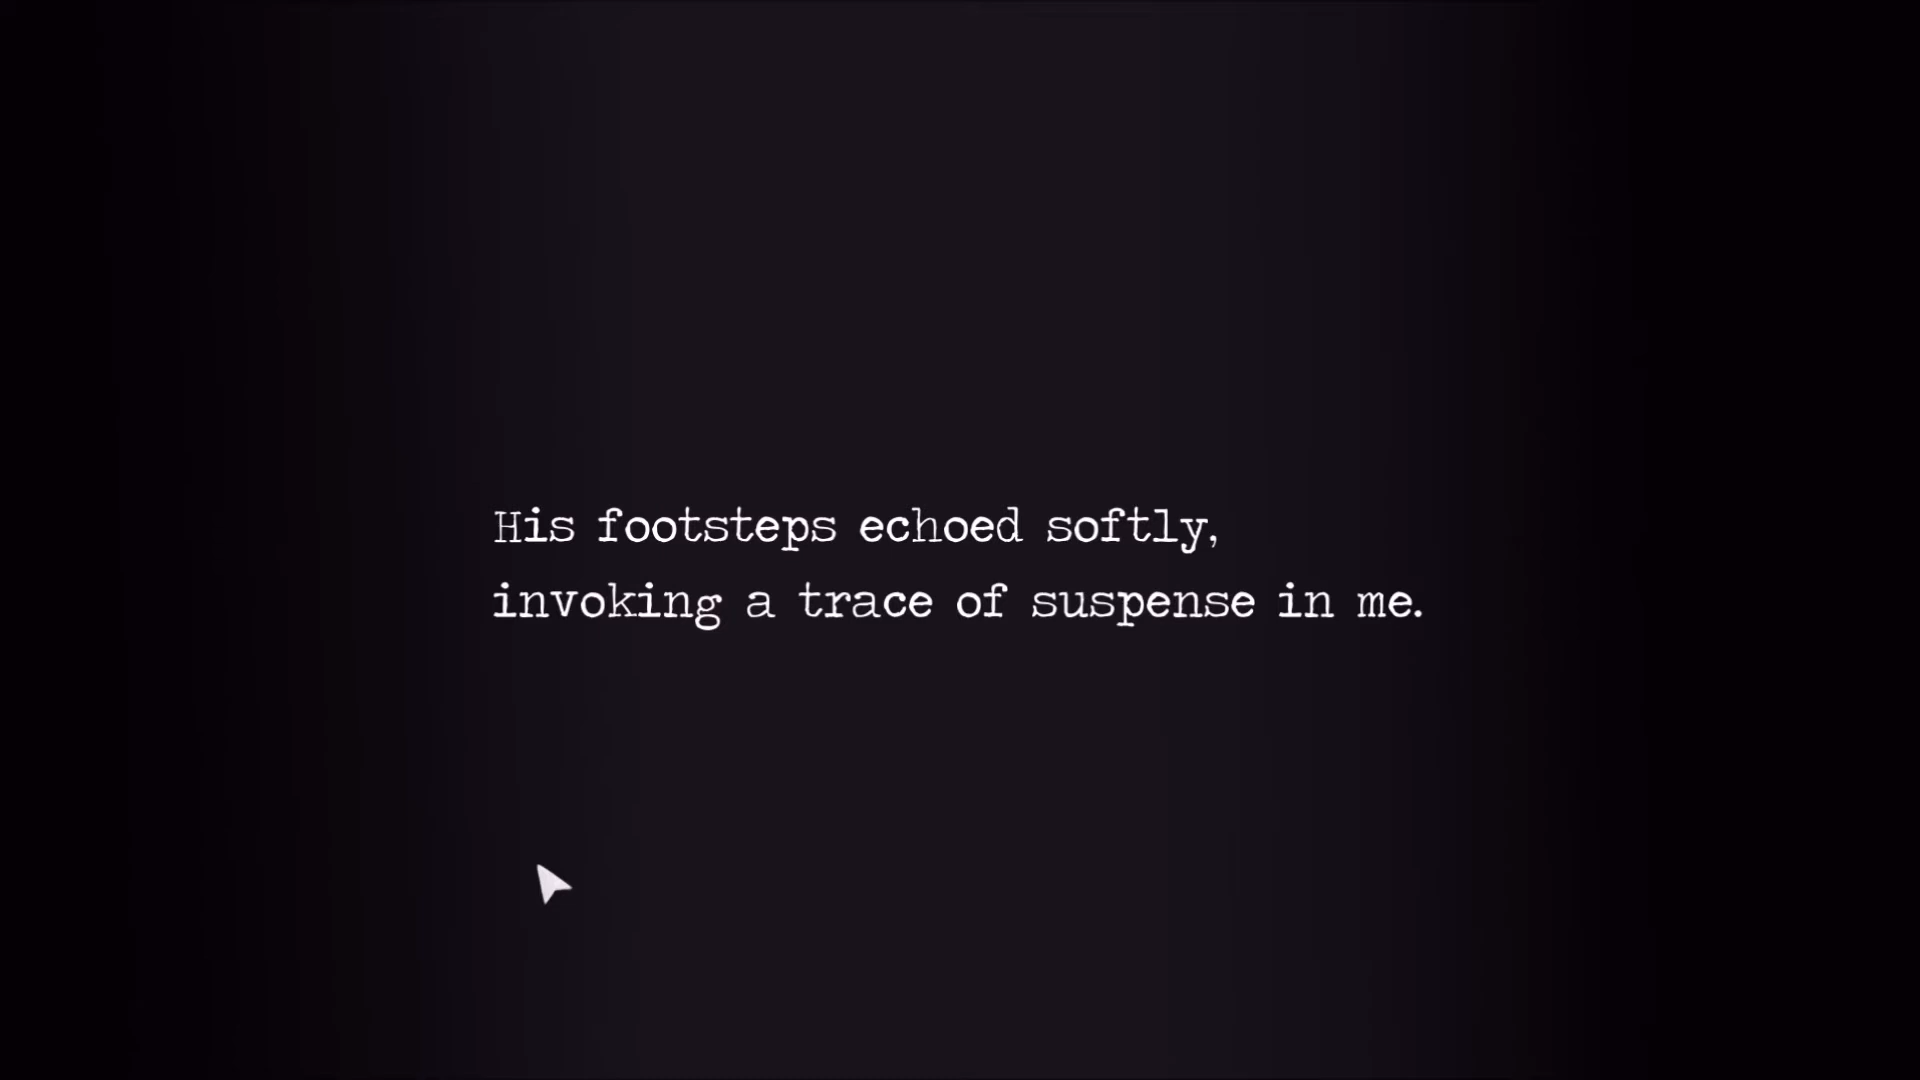 His footsteps echoed softly,
invoking a trace of suspense in me.